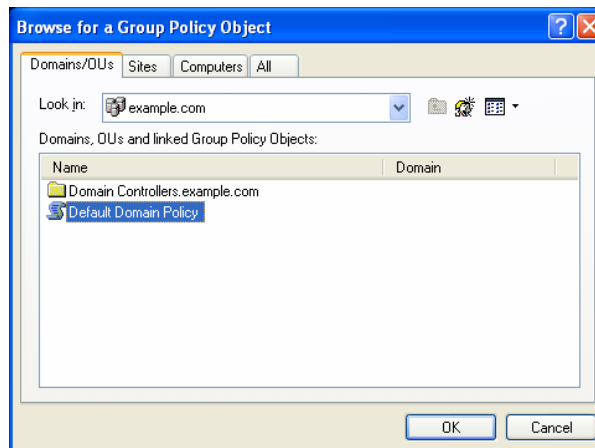 Browse for a Group Policy Object
Domains/OUs Sites Computers All
Look in: example.com
Domains, OUs and linked Group Policy Objects:
Name Domain
Domain Controllers.example.com
Default Domain Policy
OK Cancel